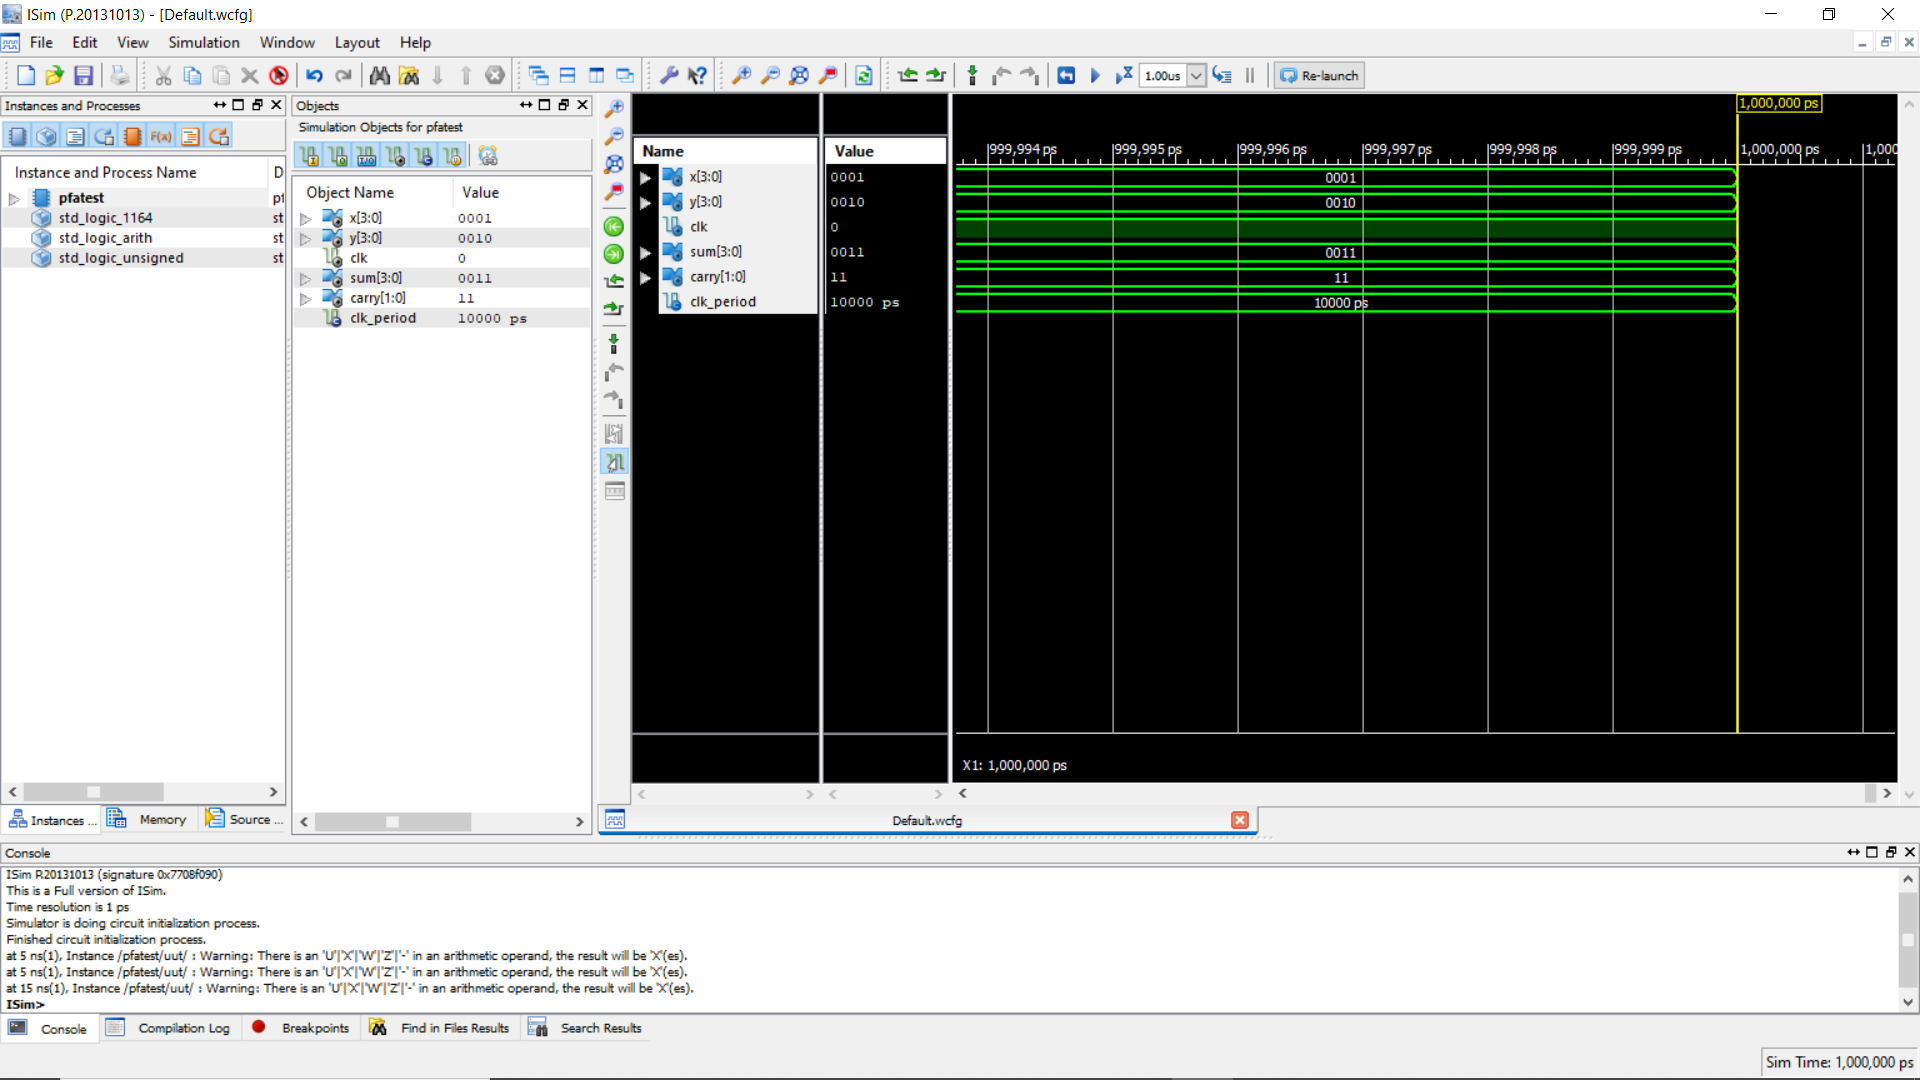 ISim (P.20131013) - [Default.wcfg]
File Edit View Simulation Window Layout Help
1.00us Re-launch
Instances and Processes
F(x)
Instance and Process Name D
pfatest pf
std_logic_1164 st
std_logic_arith st
std_logic_unsigned st
Instances ... Memory Source ...
Objects
Simulation Objects for pfatest
Object Name Value
x[3:0] 0001
y[3:0] 0010
clk 0
sum[3:0] 0011
carry[1:0] 11
clk_period 10000 ps
Name Value
x[3:0] 0001
y[3:0] 0010
clk 0
sum[3:0] 0011
carry[1:0] 11
clk_period 10000 ps
1,000,000 ps
999,994 ps 999,995 ps 999,996 ps 999,997 ps 999,998 ps 999,999 ps 1,000,000 ps 1,000
0001
0010
0011
11
10000 ps
X1: 1,000,000 ps
Default.wcfg
Console
ISim P.20131013 (signature 0x7708f090)
This is a Full version of ISim.
Time resolution is 1 ps
Simulator is doing circuit initialization process.
Finished circuit initialization process.
at 5 ns(1), Instance /pfatest/uut/ : Warning: There is an 'U'|'X'|'W'|'Z'|'-' in an arithmetic operand, the result will be 'X'(es).
at 5 ns(1), Instance /pfatest/uut/ : Warning: There is an 'U'|'X'|'W'|'Z'|'-' in an arithmetic operand, the result will be 'X'(es).
at 15 ns(1), Instance /pfatest/uut/ : Warning: There is an 'U'|'X'|'W'|'Z'|'-' in an arithmetic operand, the result will be 'X'(es).
ISim>
Console Compilation Log Breakpoints Find in Files Results Search Results
Sim Time: 1,000,000 ps